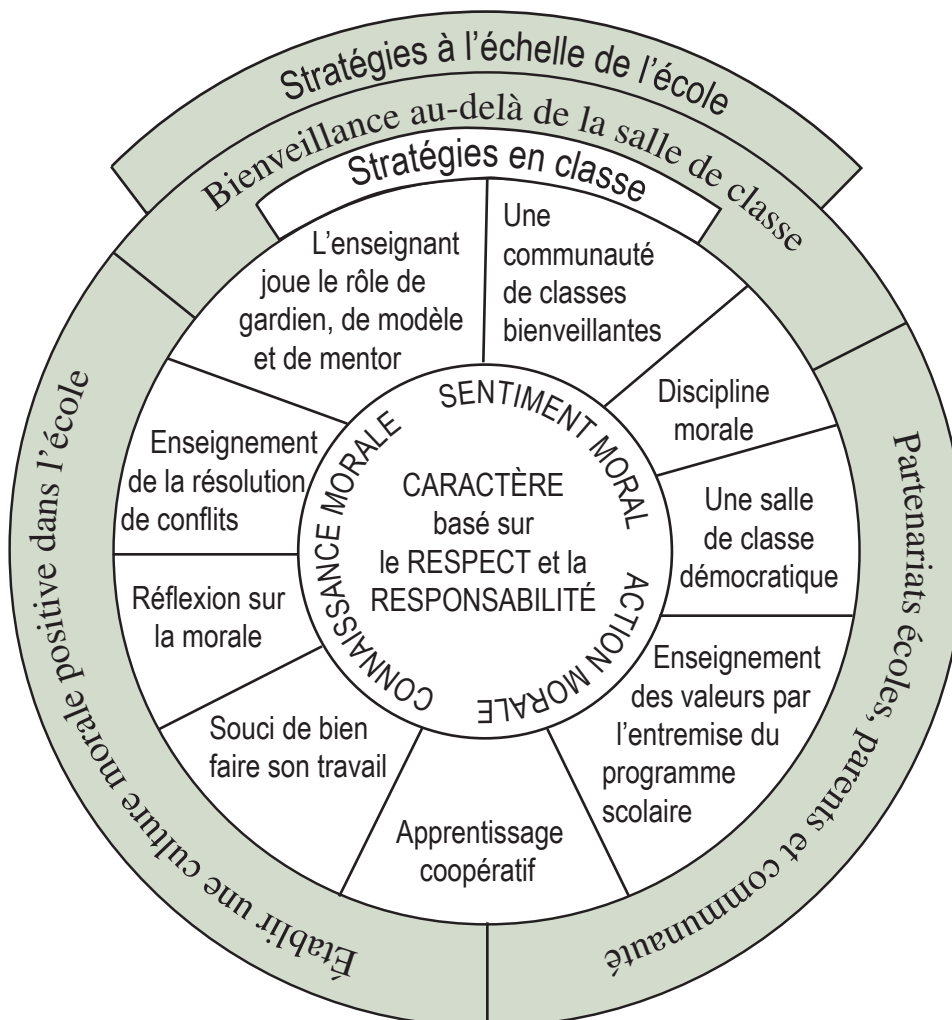 Stratégies à l’échelle de l’école
Bienveillance au-delà de la salle de classe
Stratégies en classe
L’enseignant
joue le rôle de
gardien, de modèle
et de mentor
Une
communauté
de classes
bienveillantes
Discipline
morale
Une salle
de classe
démocratique
Enseignement
des valeurs par
l’entremise du
programme
scolaire
Apprentissage
coopératif
Souci de bien
faire son travail
Réflexion sur
la morale
Enseignement
de la résolution
de conflits
CONNAISSANCE MORALE
SENTIMENT MORAL
ACTION MORALE
CARACTÈRE
basé sur
le RESPECT et la
RESPONSABILITÉ
Partenariats écoles, parents et communauté
Établir une culture morale positive dans l’école